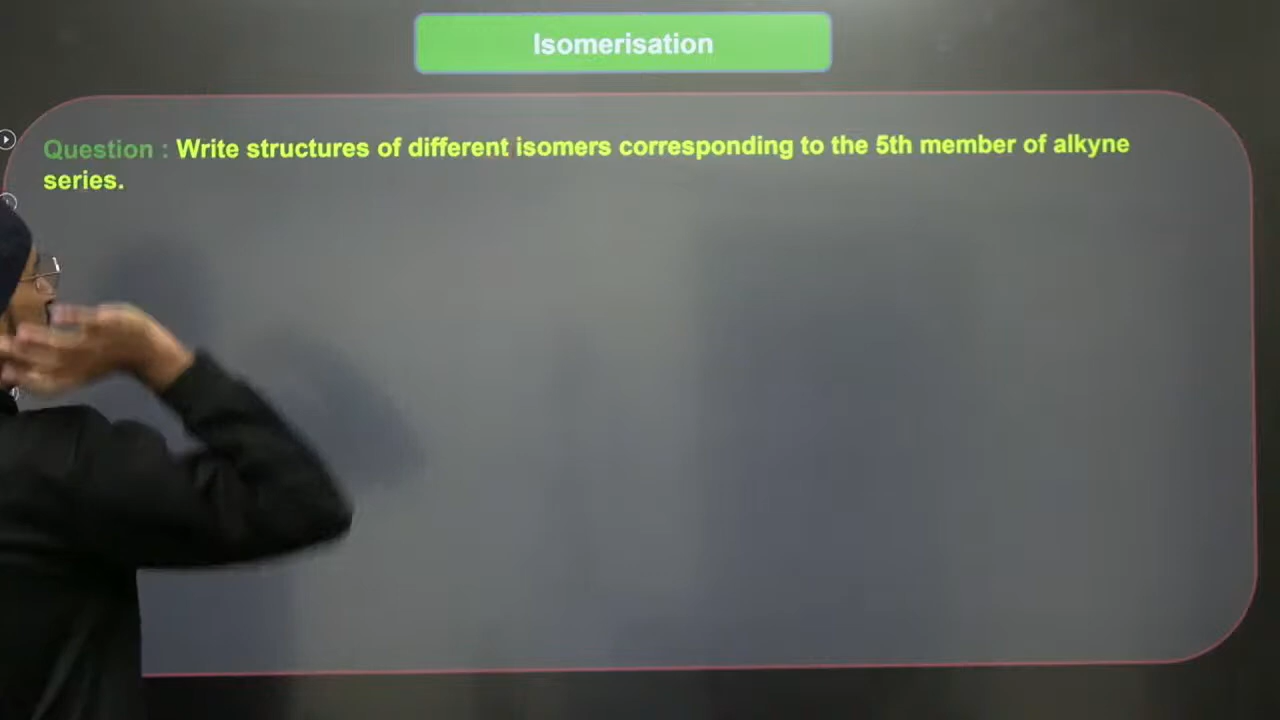 Isomerisation
Question : Write structures of different isomers corresponding to the 5th member of alkyne
series.